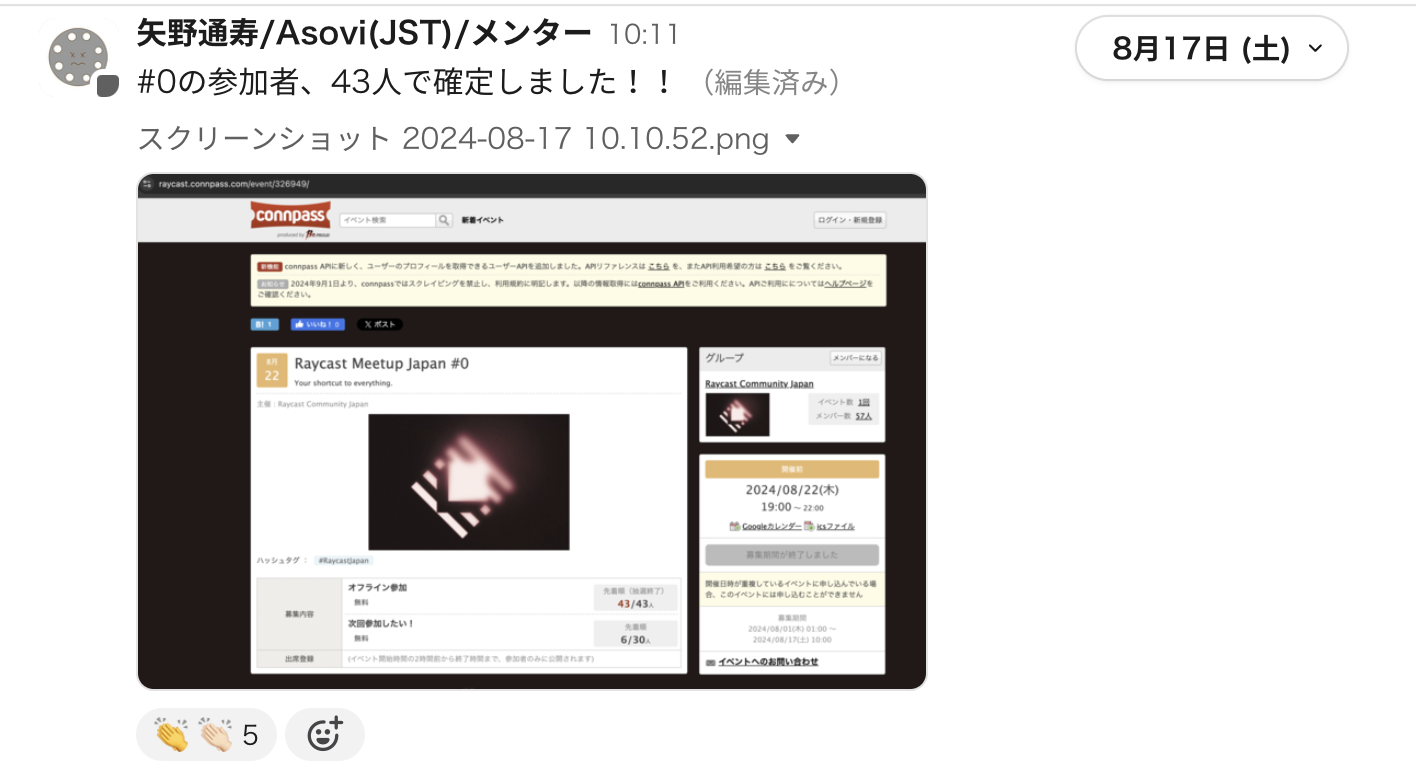 矢野通寿/Asovi(JST)/メンター 10:11
8月17日 (土)
#0の参加者、43人で確定しました！！ （編集済み）
スクリーンショット 2024-08-17 10.10.52.png
raycast.connpass.com/event/326949/
connpass
イベント検索
新着イベント
ログイン・新規登録
produced by
新機能 connpass APIに新しく、ユーザーのプロフィールを取得できるユーザーAPIを追加しました。APIリファレンスは こちら を、またAPI利用希望の方は こちら をご覧ください。
お知らせ 2024年9月1日より、connpassではスクレイピングを禁止し、利用規約に明記します。以降の情報取得にはconnpass APIをご利用ください。APIご利用にについてはヘルプページを
ご確認ください。
B! 1
いいね！ 0
X ポスト
8月
22
Raycast Meetup Japan #0
Your shortcut to everything.
主催 : Raycast Community Japan
ハッシュタグ : #RaycastJapan
募集内容
オフライン参加
無料
先着順（抽選終了）
43/43人
次回参加したい！
無料
先着順
6/30人
出席登録
(イベント開始時間の2時間前から終了時間まで、参加者のみに公開されます)
グループ
メンバーになる
Raycast Community Japan
イベント数 1回
メンバー数 57人
開催前
2024/08/22(木)
19:00 ~ 22:00
Googleカレンダー icsファイル
募集期間が終了しました
開催日時が重複しているイベントに申し込んでいる場
合、このイベントには申し込むことができません
募集期間
2024/08/01(木) 01:00 〜
2024/08/17(土) 10:00
イベントへのお問い合わせ
5